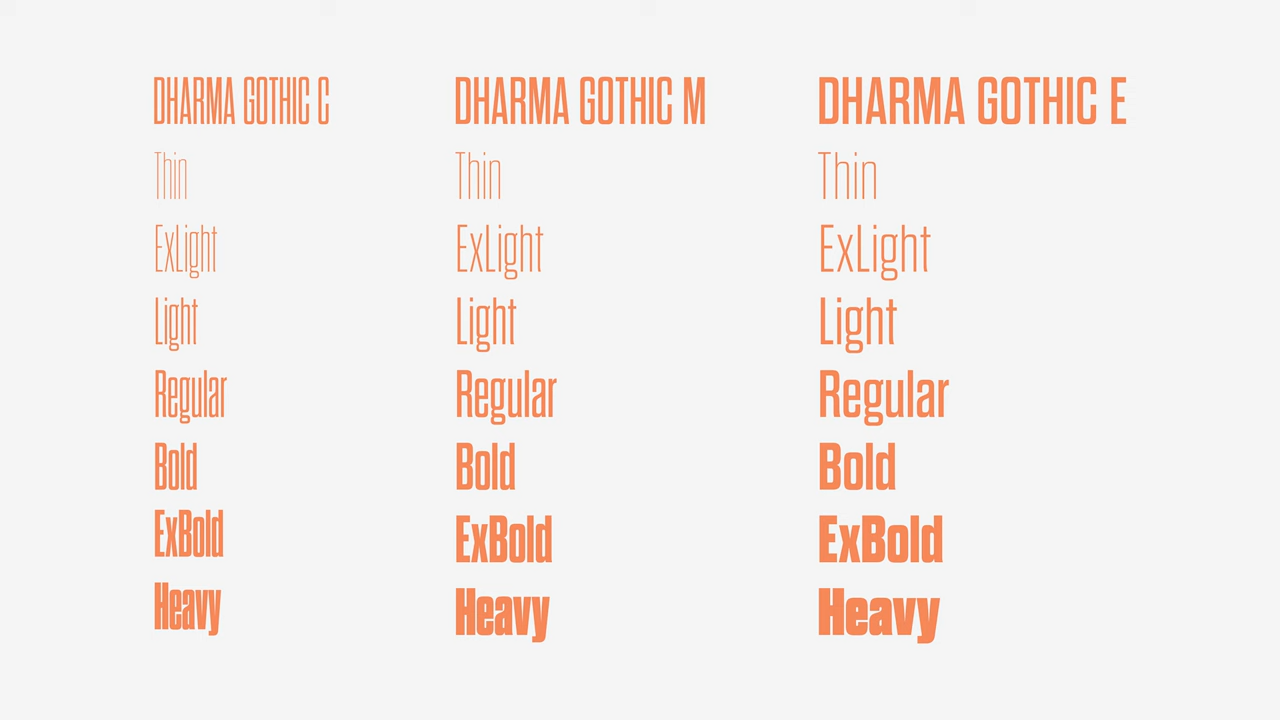 DHARMA GOTHIC C
Thin
ExLight
Light
Regular
Bold
ExBold
Heavy
DHARMA GOTHIC M
Thin
ExLight
Light
Regular
Bold
ExBold
Heavy
DHARMA GOTHIC E
Thin
ExLight
Light
Regular
Bold
ExBold
Heavy